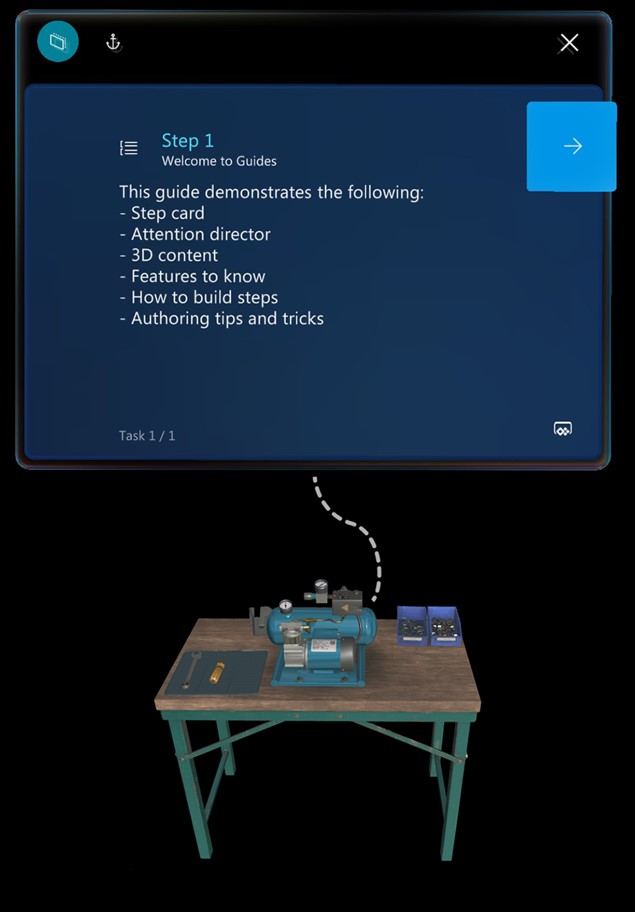 Step 1
Welcome to Guides
This guide demonstrates the following:
- Step card
- Attention director
- 3D content
- Features to know
- How to build steps
- Authoring tips and tricks
Task 1 / 1